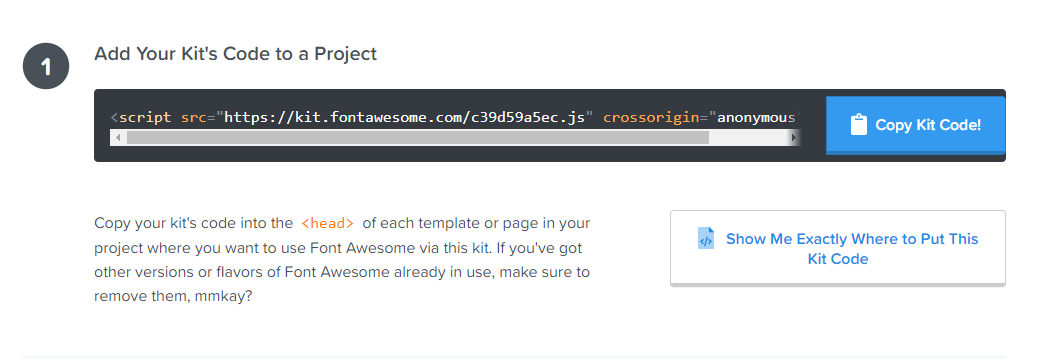 1
Add Your Kit's Code to a Project
<script src="https://kit.fontawesome.com/c39d59a5ec.js" crossorigin="anonymous
Copy Kit Code!
Copy your kit's code into the <head> of each template or page in your
project where you want to use Font Awesome via this kit. If you've got
other versions or flavors of Font Awesome already in use, make sure to
remove them, mmkay?
</>
Show Me Exactly Where to Put This
Kit Code